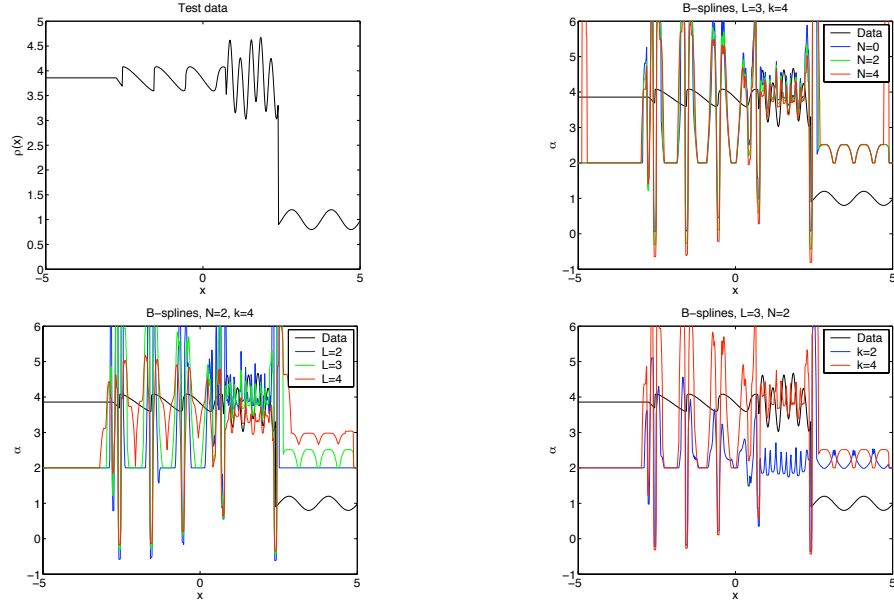 Test data
ρ(x)
5
4.5
4
3.5
3
2.5
2
1.5
1
0.5
0
−5
0
5
x
B−splines, L=3, k=4
α
6
5
4
3
2
1
0
−1
−5
0
5
x
Data
N=0
N=2
N=4
B−splines, N=2, k=4
α
6
5
4
3
2
1
0
−1
−5
0
5
x
Data
L=2
L=3
L=4
B−splines, L=3, N=2
α
6
5
4
3
2
1
0
−1
−5
0
5
x
Data
k=2
k=4